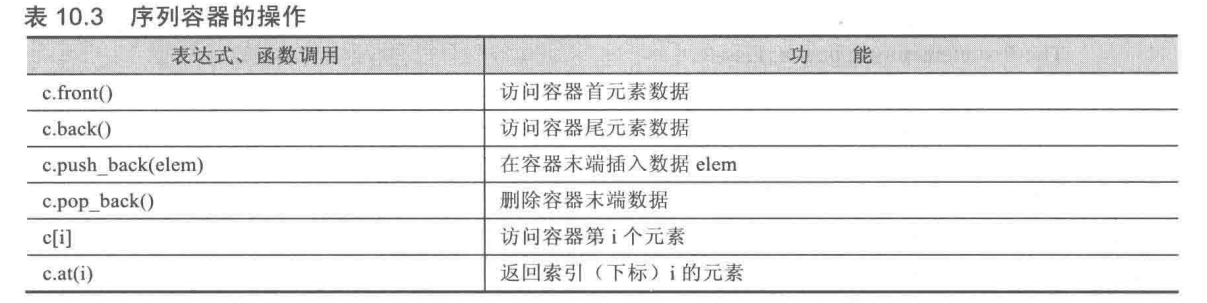 表 10.3 序列容器的操作
表达式、函数调用 功 能
c.front() 访问容器首元素数据
c.back() 访问容器尾元素数据
c.push_back(elem) 在容器末端插入数据 elem
c.pop_back() 删除容器末端数据
c[i] 访问容器第 i 个元素
c.at(i) 返回索引（下标）i 的元素